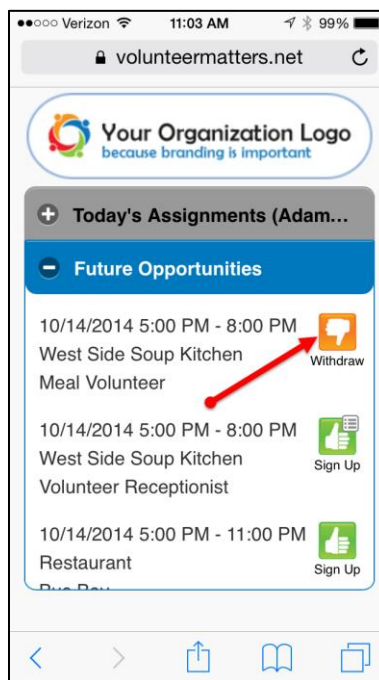 Verizon 11:03 AM 99%
volunteermatters.net
Your Organization Logo
because branding is important
Today's Assignments (Adam...
Future Opportunities
10/14/2014 5:00 PM - 8:00 PM
West Side Soup Kitchen
Meal Volunteer
Withdraw
10/14/2014 5:00 PM - 8:00 PM
West Side Soup Kitchen
Volunteer Receptionist
Sign Up
10/14/2014 5:00 PM - 11:00 PM
Restaurant
Sign Up